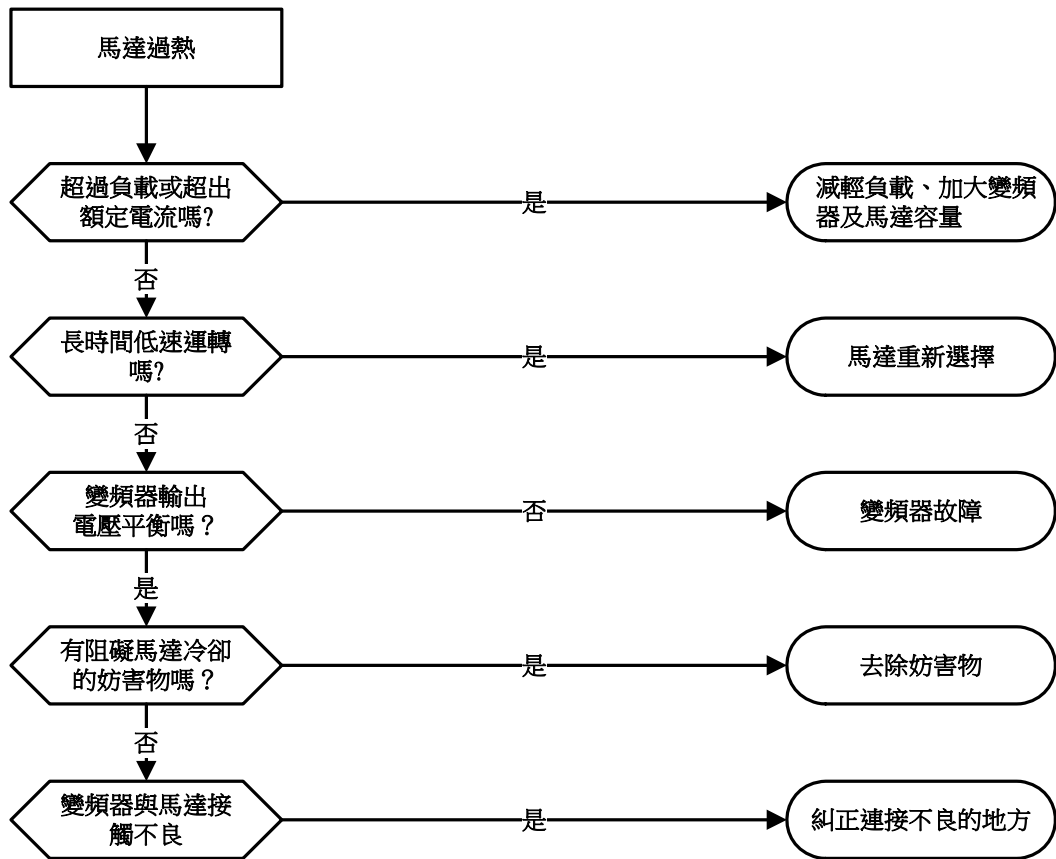 馬達過熱
超過負載或超出
額定電流嗎?
是
減輕負載、加大變頻
器及馬達容量
否
長時間低速運轉
嗎?
是
馬達重新選擇
否
變頻器輸出
電壓平衡嗎？
否
變頻器故障
是
有阻礙馬達冷卻
的妨害物嗎？
是
去除妨害物
否
變頻器與馬達接
觸不良
是
糾正連接不良的地方